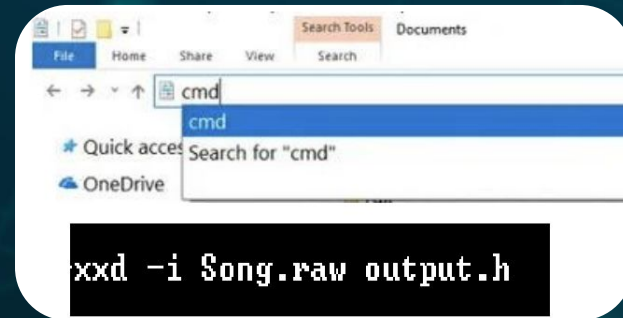 Search Tools Documents
File Home Share View Search
cmd
cmd
Quick acces
Search for "cmd"
OneDrive
xxd -i Song.raw output.h